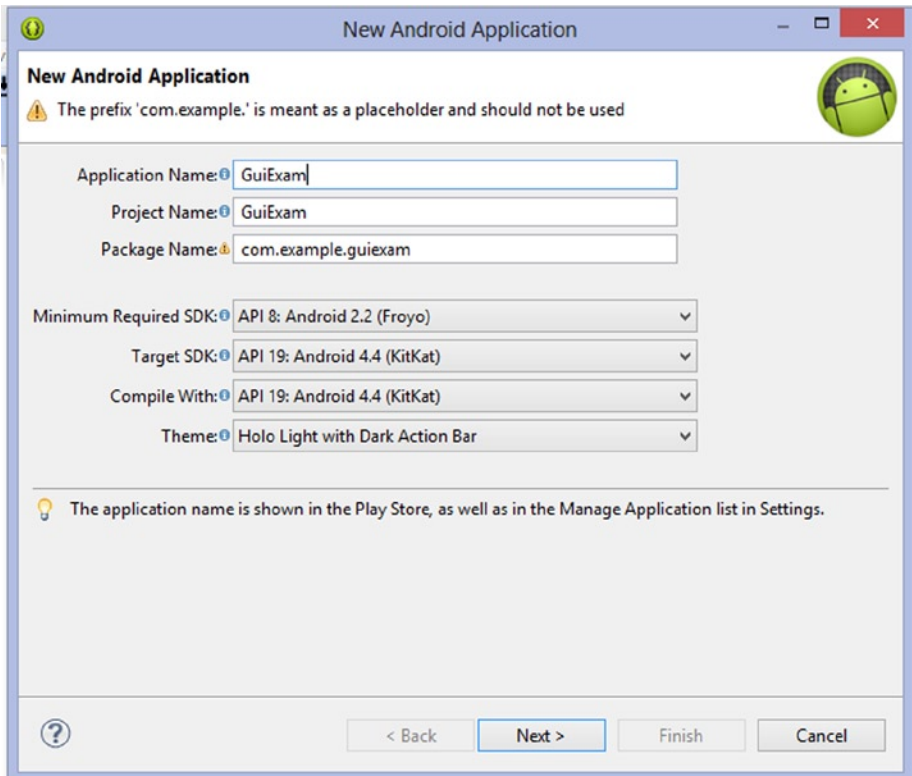 New Android Application
New Android Application
The prefix 'com.example.' is meant as a placeholder and should not be used
Application Name: GuiExam
Project Name: GuiExam
Package Name: com.example.guiexam
Minimum Required SDK: API 8: Android 2.2 (Froyo)
Target SDK: API 19: Android 4.4 (KitKat)
Compile With: API 19: Android 4.4 (KitKat)
Theme: Holo Light with Dark Action Bar
The application name is shown in the Play Store, as well as in the Manage Application list in Settings.
? < Back Next > Finish Cancel